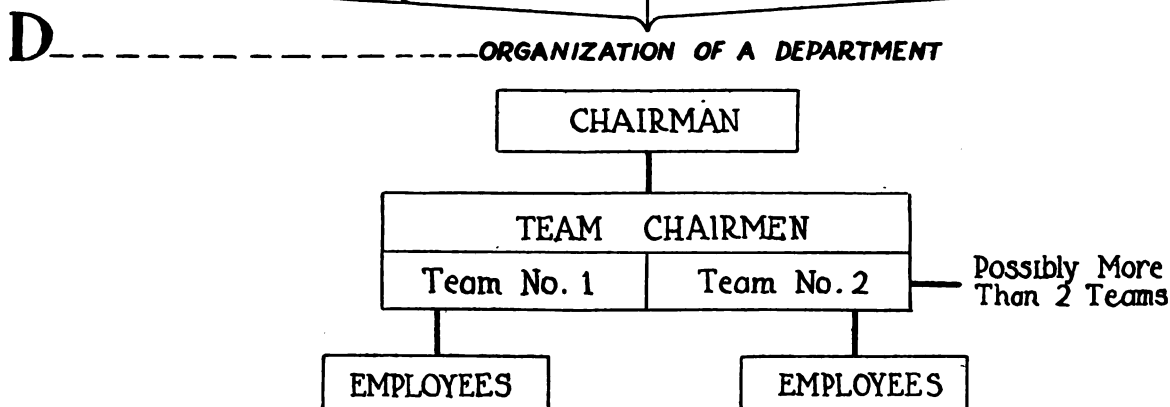 D ORGANIZATION OF A DEPARTMENT
CHAIRMAN
TEAM CHAIRMEN
Team No. 1 Team No. 2
Possibly More
Than 2 Teams
EMPLOYEES EMPLOYEES